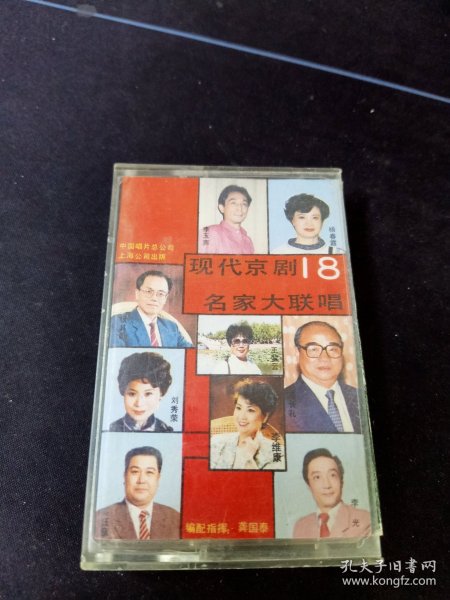 李玉芙
杨春霞
中国唱片总公司
上海公司出版
现代京剧18
名家大联唱
刘秀荣
李维康
李光
编配指挥：龚国泰
孔夫子旧书网
www.kongfz.com